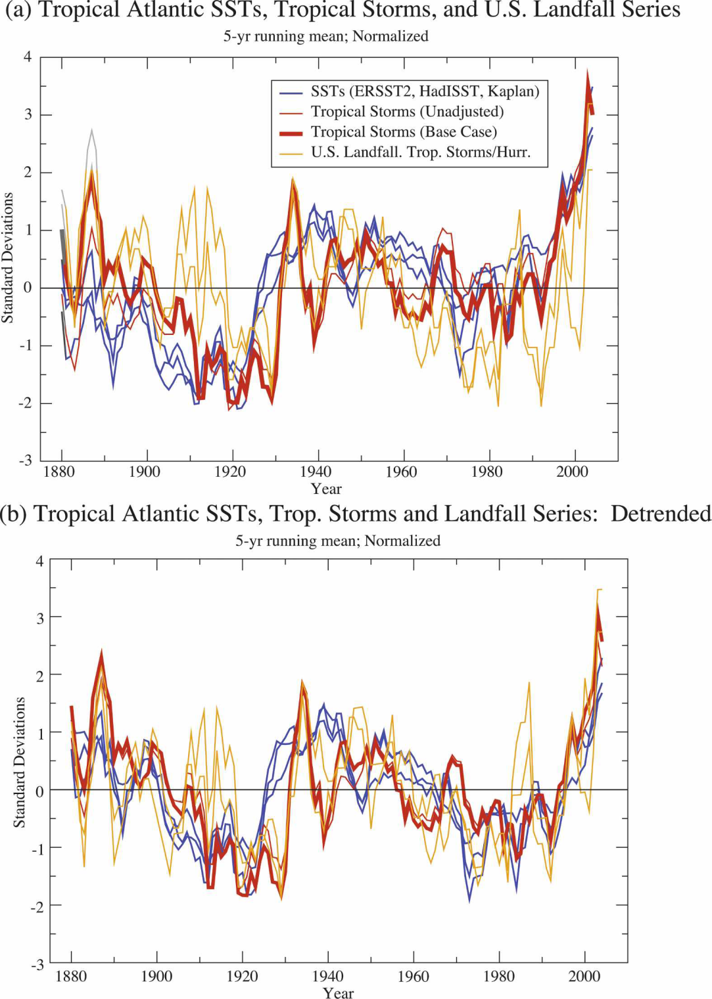 (a) Tropical Atlantic SSTs, Tropical Storms, and U.S. Landfall Series
5-yr running mean; Normalized
4
3
2
1
0
-1
-2
-3
Standard Deviations
SSTs (ERSST2, HadISST, Kaplan)
Tropical Storms (Unadjusted)
Tropical Storms (Base Case)
U.S. Landfall. Trop. Storms/Hurr.
1880 1900 1920 1940 1960 1980 2000
Year
(b) Tropical Atlantic SSTs, Trop. Storms and Landfall Series: Detrended
5-yr running mean; Normalized
4
3
2
1
0
-1
-2
-3
Standard Deviations
1880 1900 1920 1940 1960 1980 2000
Year